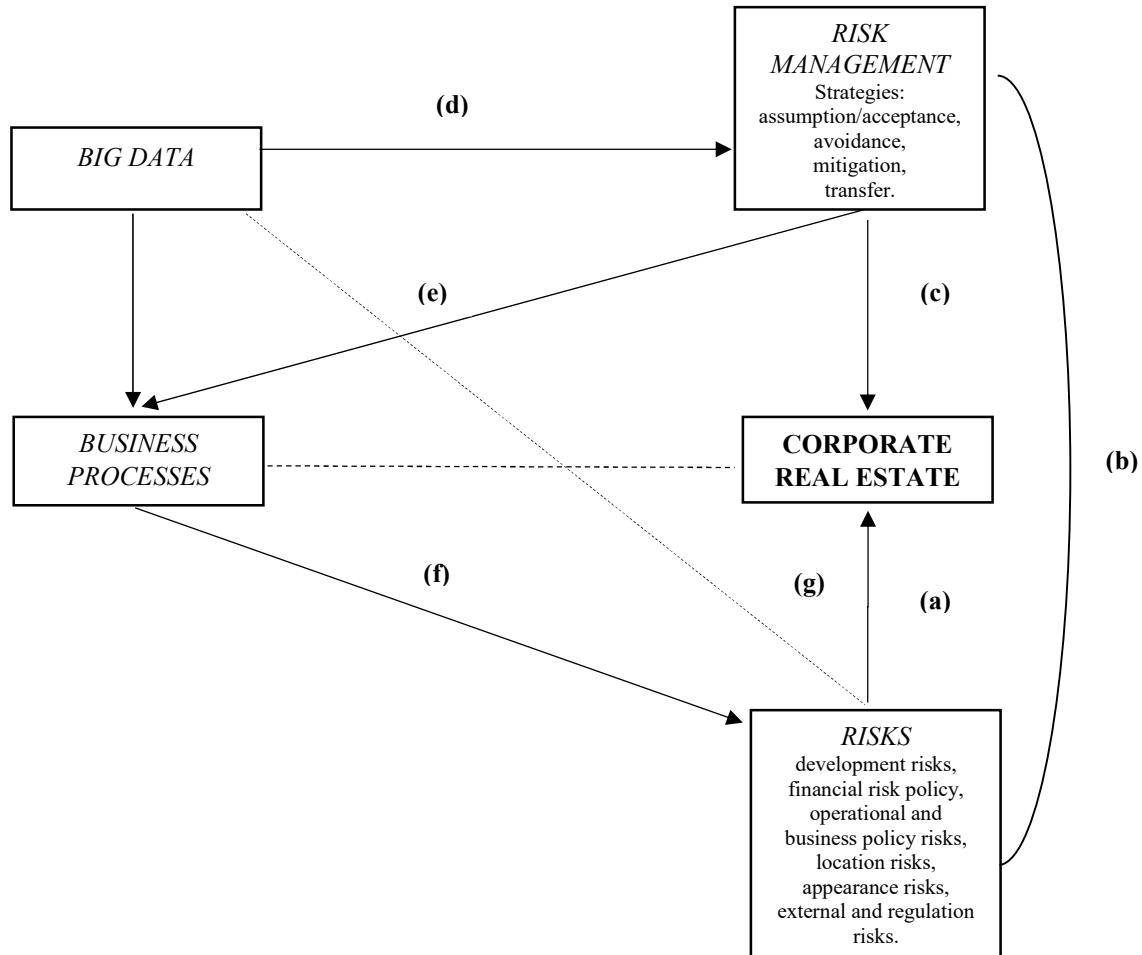 RISK
MANAGEMENT
Strategies:
assumption/acceptance,
avoidance,
mitigation,
transfer.
(d)
BIG DATA
(e)
(c)
BUSINESS
PROCESSES
CORPORATE
REAL ESTATE
(b)
(f)
(g)
(a)
RISKS
development risks,
financial risk policy,
operational and
business policy risks,
location risks,
appearance risks,
external and regulation
risks.